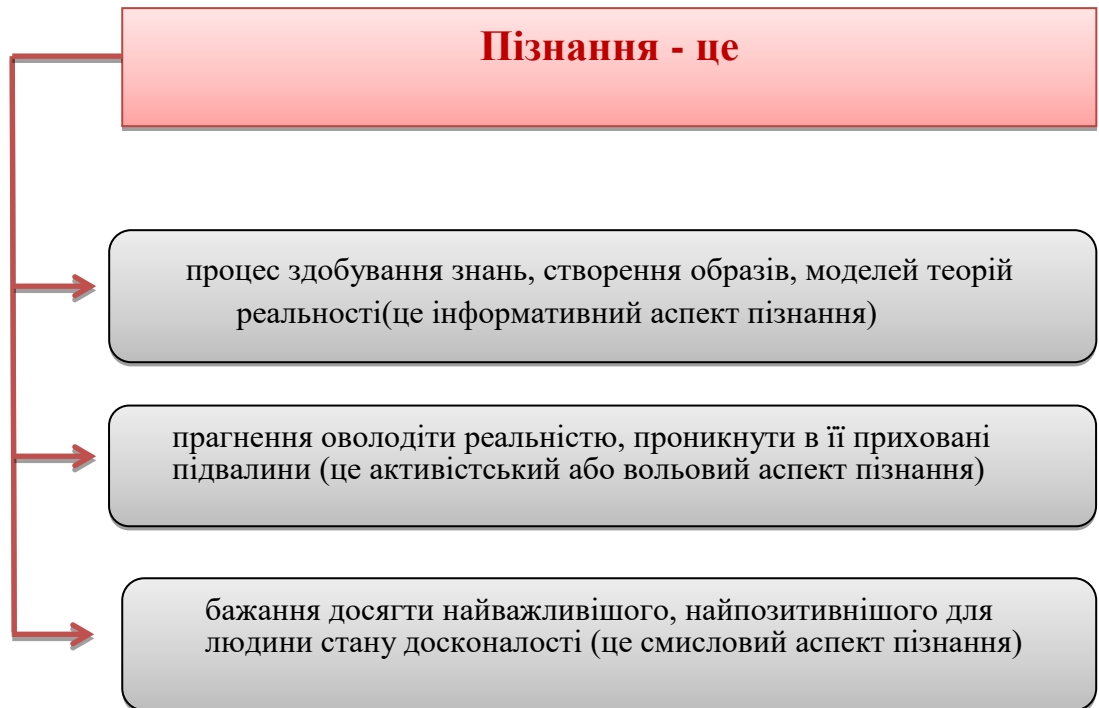 Пізнання - це
процес здобування знань, створення образів, моделей теорій
реальності(це інформативний аспект пізнання)
прагнення оволодіти реальністю, проникнути в її приховані
підвалини (це активістський або вольовий аспект пізнання)
бажання досягти найважливішого, найпозитивнішого для
людини стану досконалості (це смисловий аспект пізнання)